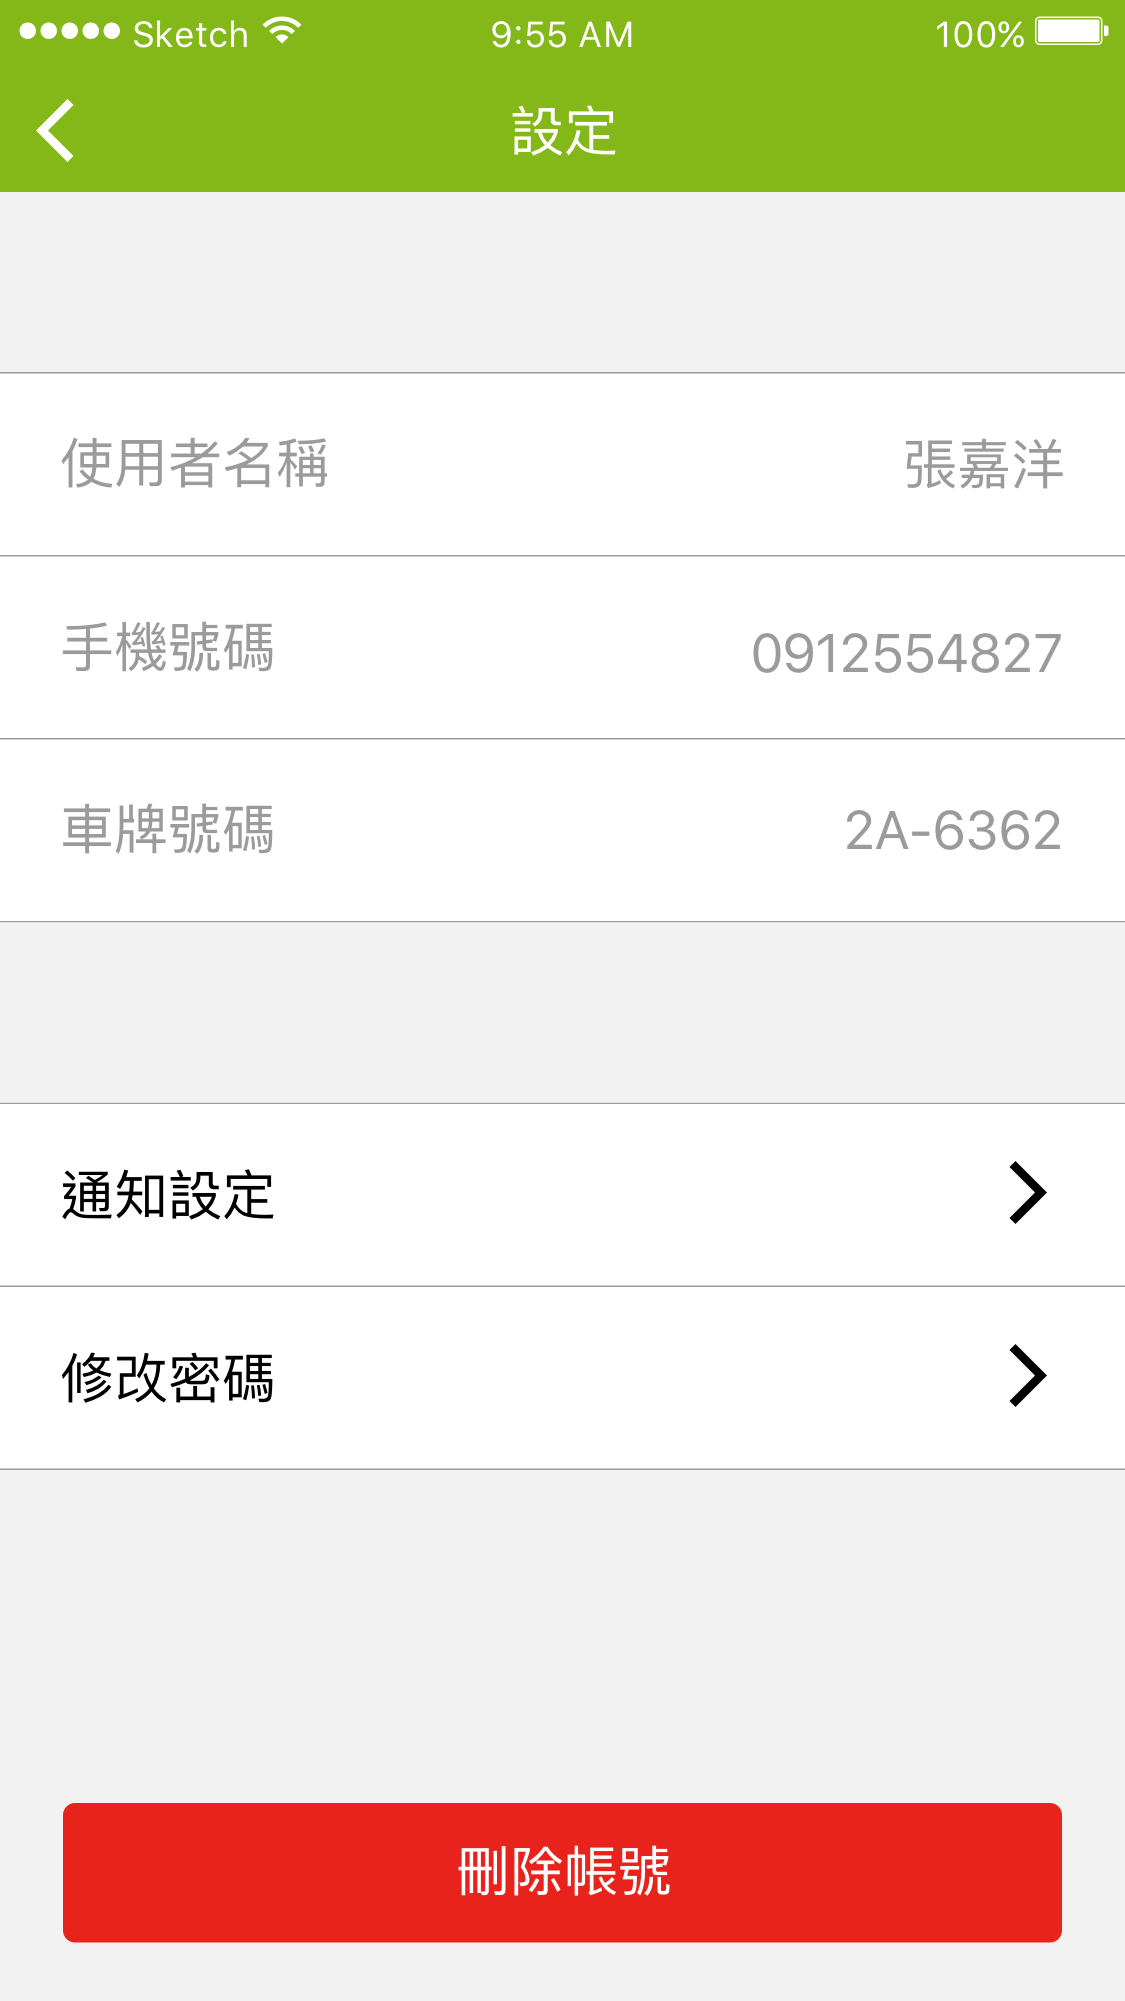 Sketch 9:55 AM 100%
設定
使用者名稱 張嘉洋
手機號碼 0912554827
車牌號碼 2A-6362
通知設定
修改密碼
刪除帳號